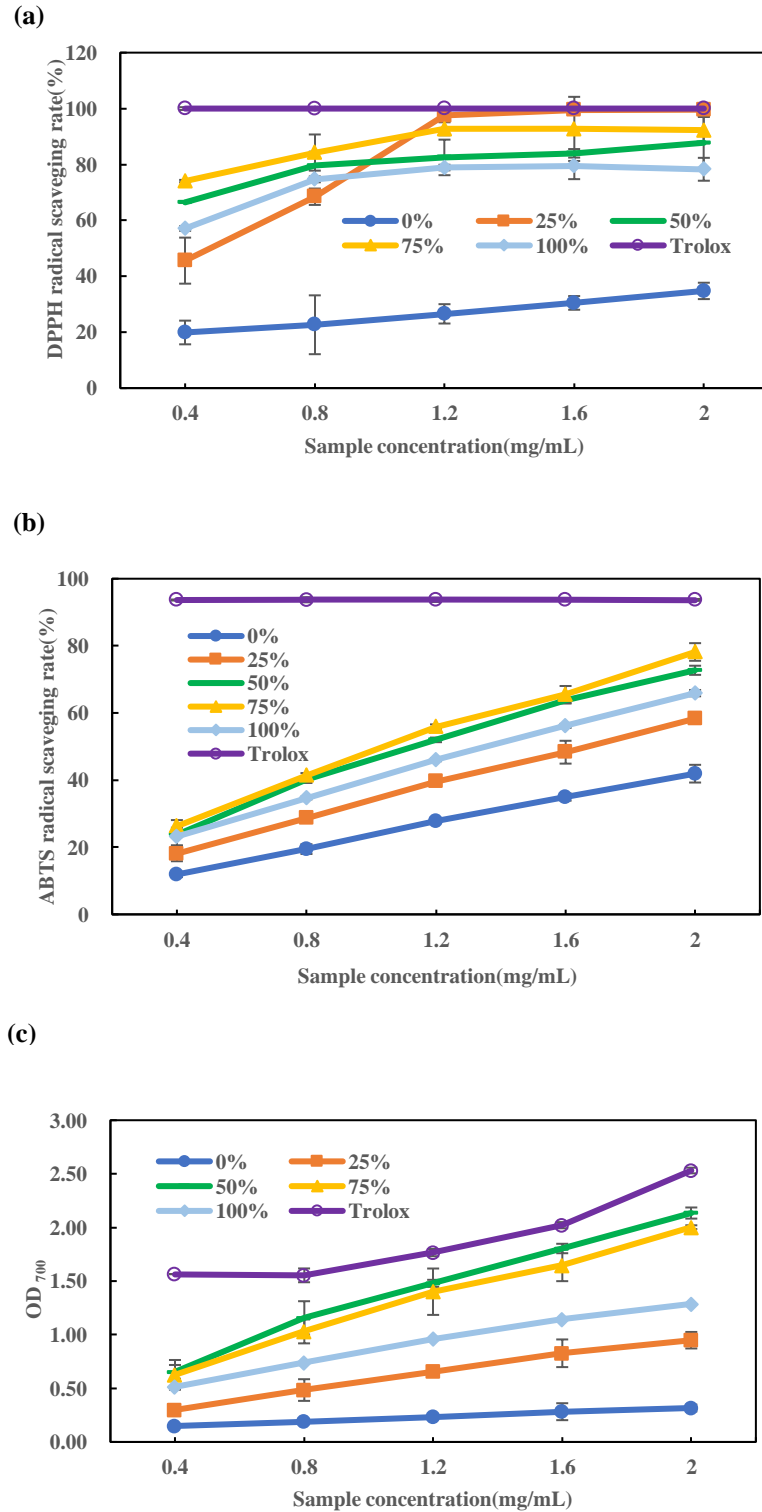 (a)
120
100
80
60
40
20
0
DPPH radical scaveging rate(%)
0% 25% 50%
75% 100% Trolox
0.4 0.8 1.2 1.6 2
Sample concentration(mg/mL)
(b)
100
80
60
40
20
0
ABTS radical scaveging rate(%)
0%
25%
50%
75%
100%
Trolox
0.4 0.8 1.2 1.6 2
Sample concentration(mg/mL)
(c)
3.00
2.50
2.00
1.50
1.00
0.50
0.00
OD 700
0% 25%
50% 75%
100% Trolox
0.4 0.8 1.2 1.6 2
Sample concentration(mg/mL)